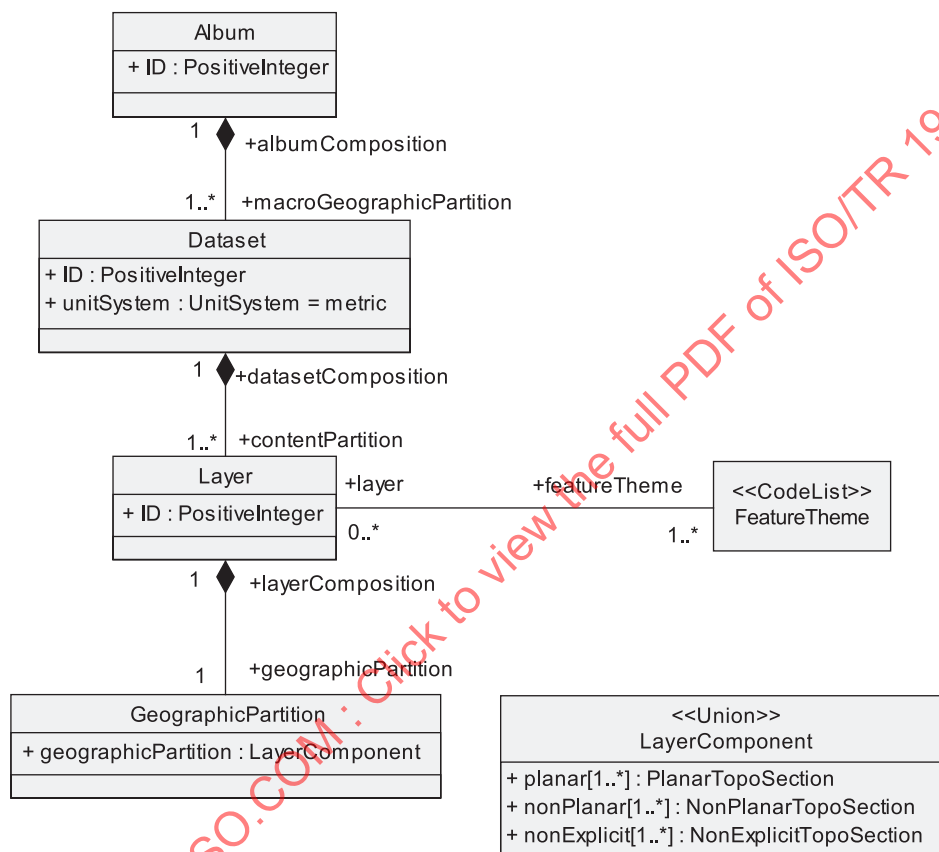 Album
+ ID : PositiveInteger
1
+albumComposition
1..*
+macroGeographicPartition
Dataset
+ ID : PositiveInteger
+ unitSystem : UnitSystem = metric
1
+datasetComposition
1..*
+contentPartition
Layer
+ ID : PositiveInteger
+layer
0..*
+featureTheme
1..*
<<CodeList>>
FeatureTheme
1
+layerComposition
1
+geographicPartition
GeographicPartition
+ geographicPartition : LayerComponent
<<Union>>
LayerComponent
+ planar[1..*] : PlanarTopoSection
+ nonPlanar[1..*] : NonPlanarTopoSection
+ nonExplicit[1..*] : NonExplicitTopoSection
SO.COM : Click to view the full PDF of ISO/TR 19